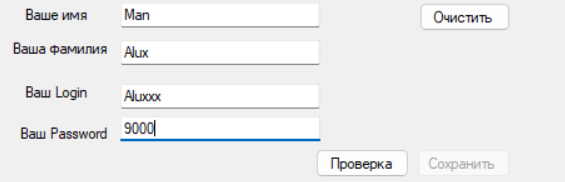 Ваше имя Man Очистить
Ваша фамилия Alux
Ваш Login Aluxxx
Ваш Password 9000
Проверка Сохранить